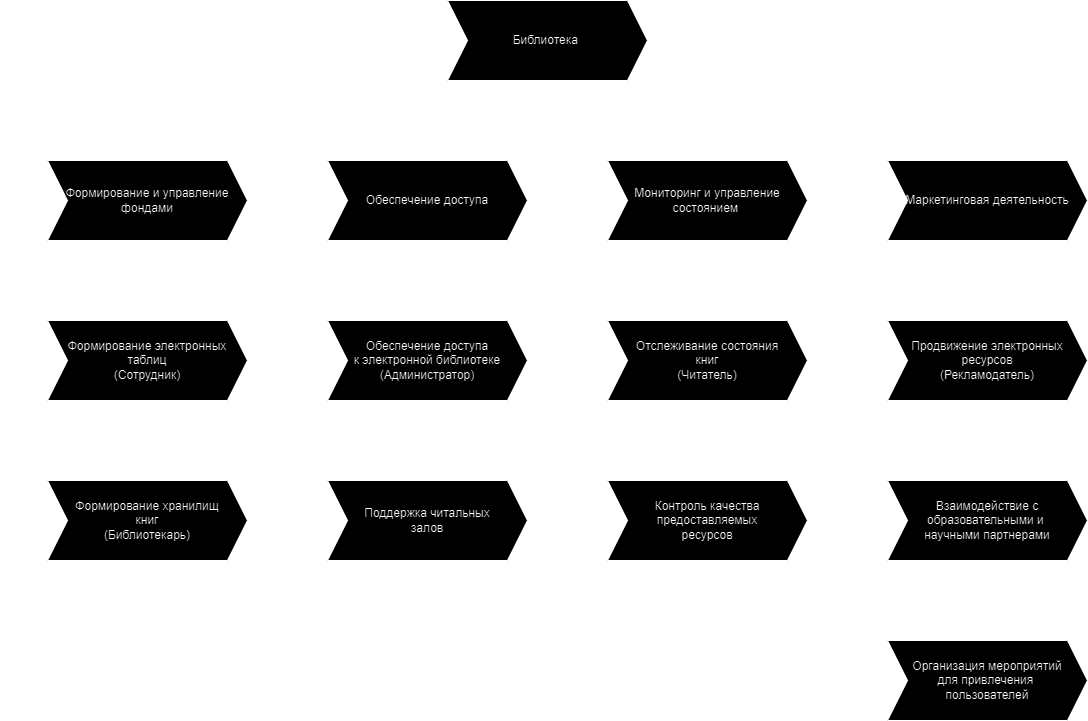 Библиотека
Формирование и управление
фондами
Обеспечение доступа
Мониторинг и управление
состоянием
Маркетинговая деятельность
Формирование электронных
таблиц
(Сотрудник)
Обеспечение доступа
к электронной библиотеке
(Администратор)
Отслеживание состояния
книг
(Читатель)
Продвижение электронных
ресурсов
(Рекламодатель)
Формирование хранилищ
книг
(Библиотекарь)
Поддержка читальных
залов
Контроль качества
предоставляемых
ресурсов
Взаимодействие с
образовательными и
научными партнерами
Организация мероприятий
для привлечения
пользователей